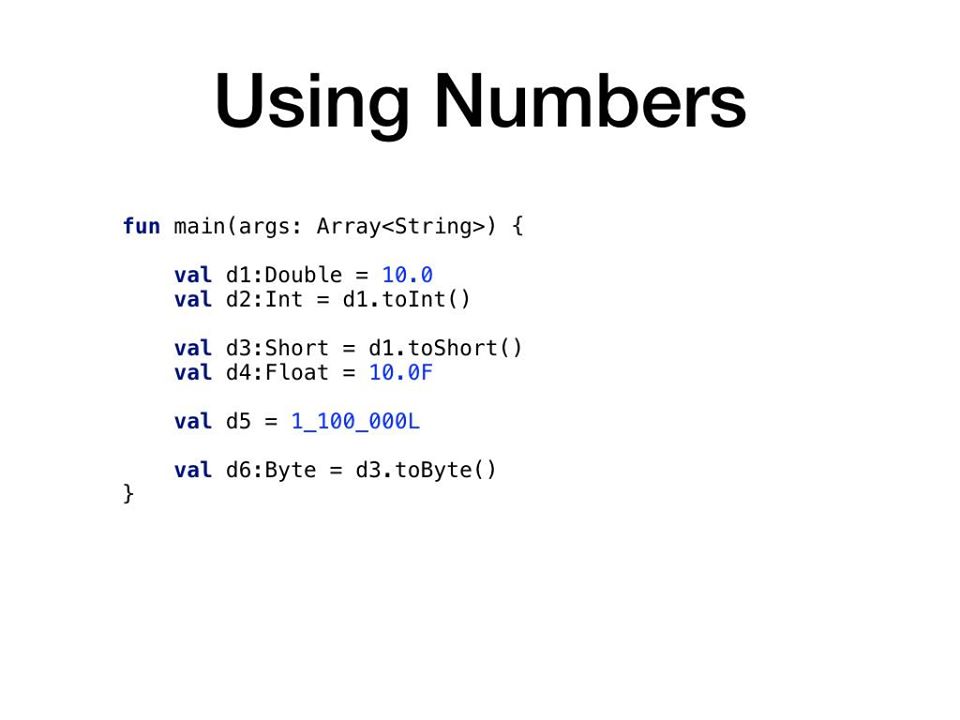 Using Numbers
fun main(args: Array<String>) {
val d1:Double = 10.0
val d2:Int = d1.toInt()
val d3:Short = d1.toShort()
val d4:Float = 10.0F
val d5 = 1_100_000L
val d6:Byte = d3.toByte()
}